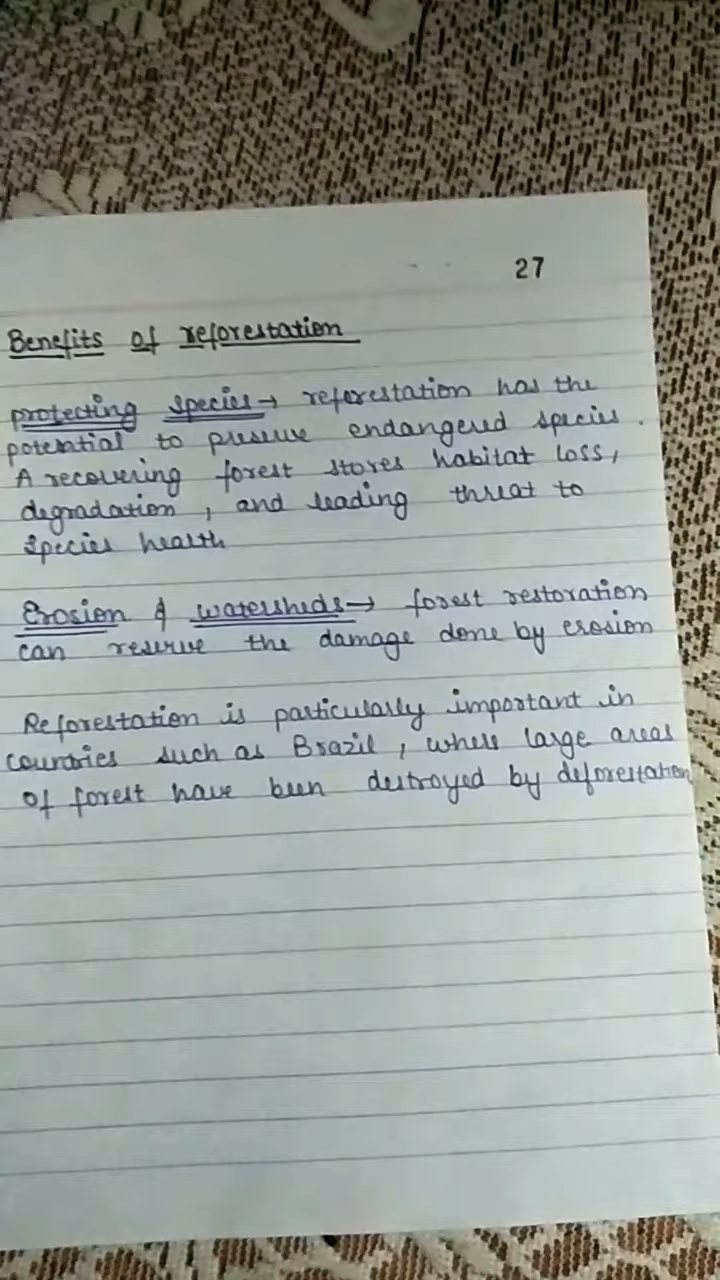 27
Benefits of reforestation
protecting species → reforestation has the
potential to preserve endangered species.
A recovering forest stores habitat loss,
degradation, and leading threat to
species health
Erosion & watersheds → forest restoration
can reserve the damage done by erosion
Reforestation is particularly important in
countries such as Brazil, where large areas
of forest have been destroyed by deforestation